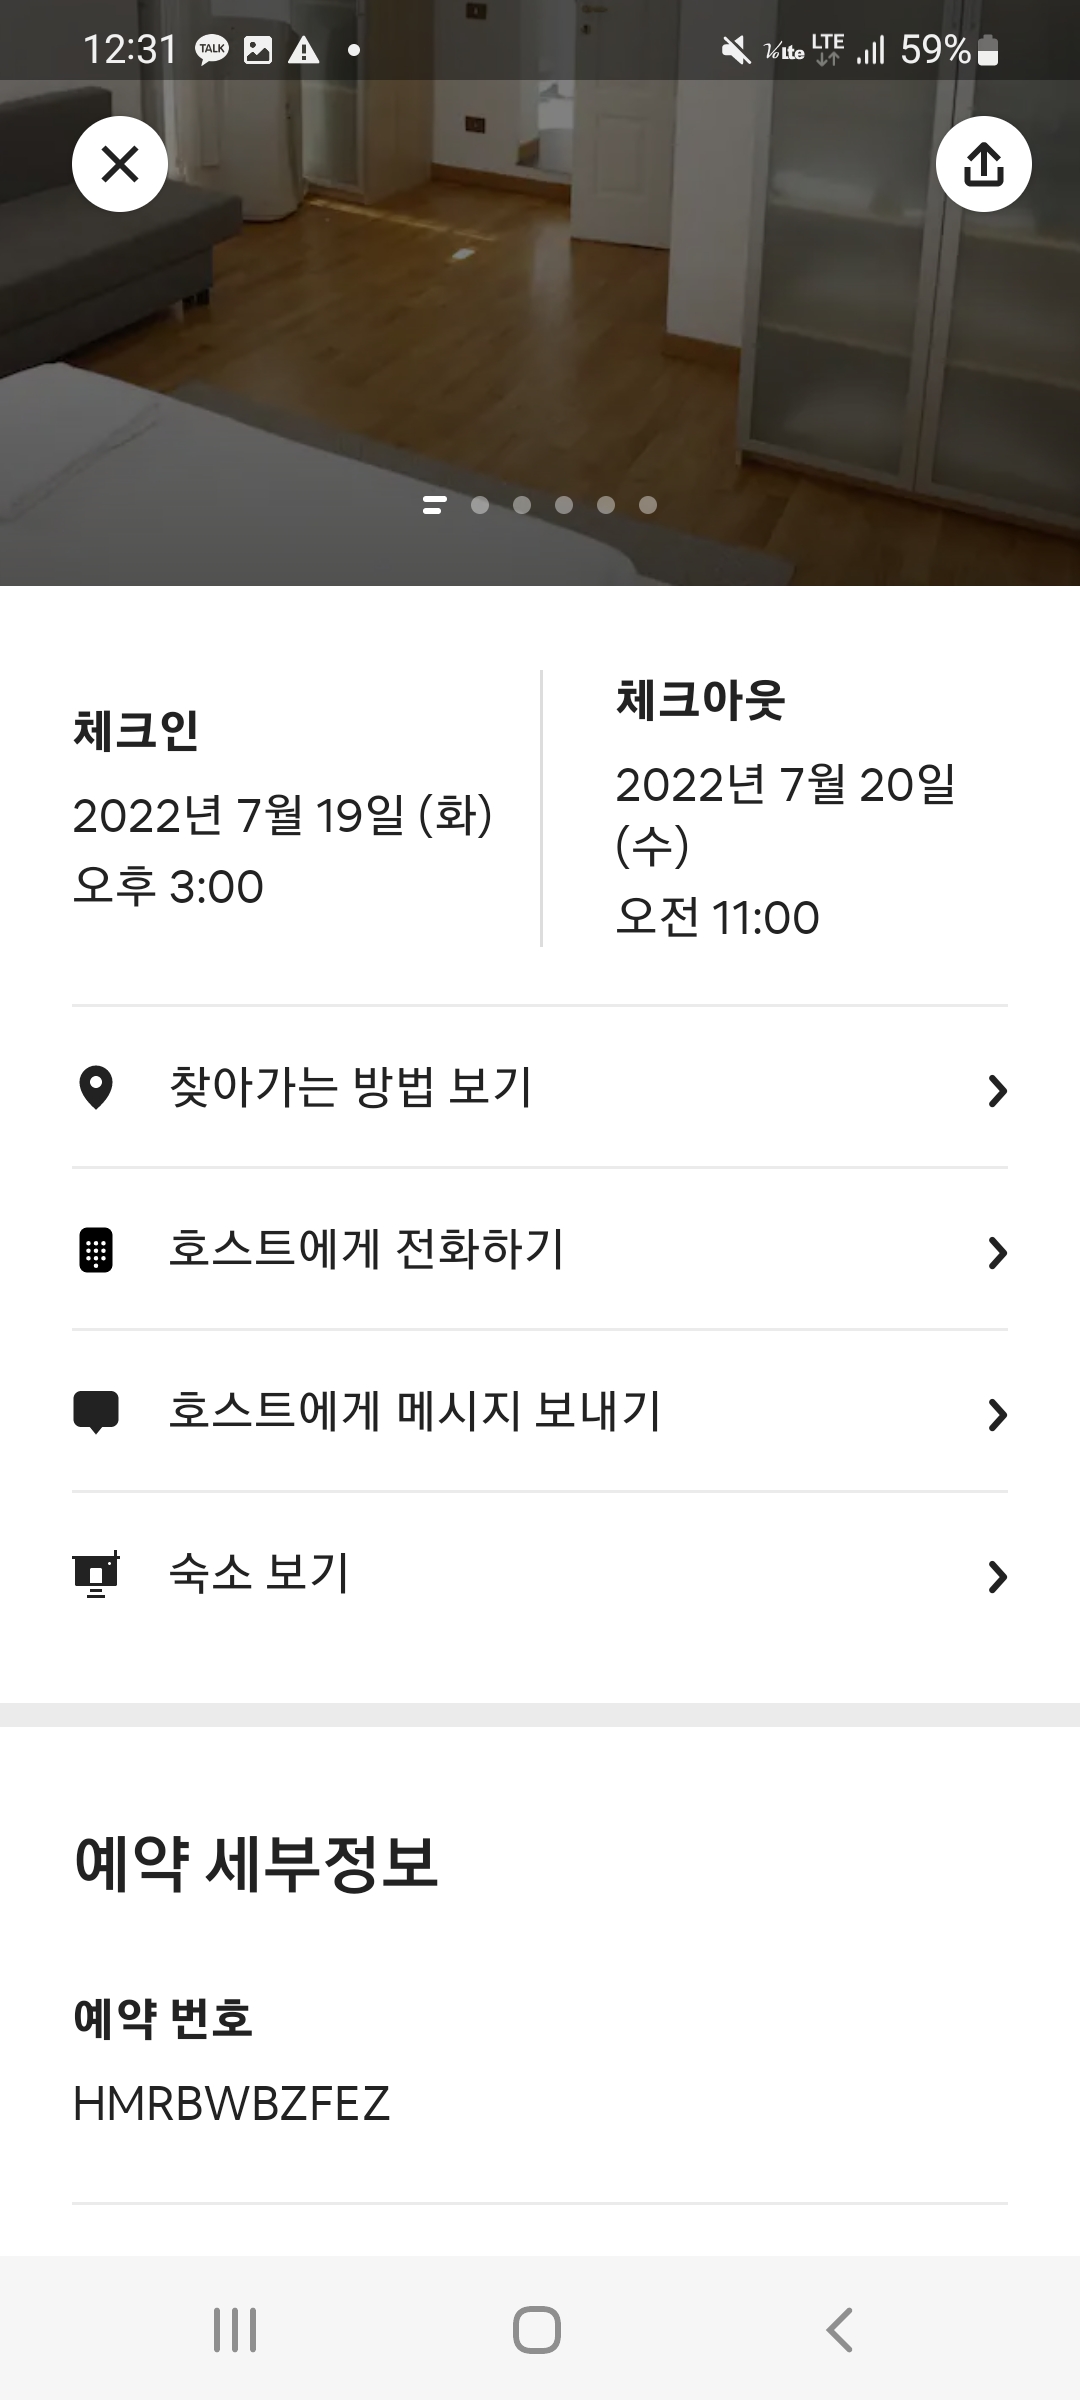 12:31 TALK LTE 59%
체크인
2022년 7월 19일 (화)
오후 3:00
체크아웃
2022년 7월 20일
(수)
오전 11:00
찾아가는 방법 보기
호스트에게 전화하기
호스트에게 메시지 보내기
숙소 보기
예약 세부정보
예약 번호
HMRBWBZFEZ